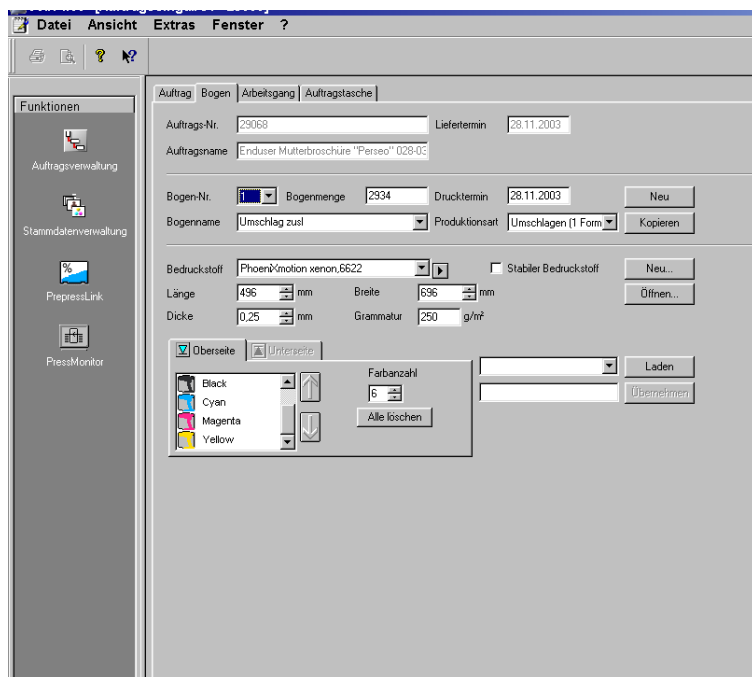 Datei Ansicht Extras Fenster ?
Funktionen
Auftragsverwaltung
Stammdatenverwaltung
%
PrepressLink
PressMonitor
Auftrag Bogen Arbeitsgang Auftragstasche
Auftrags-Nr. 29068 Liefertermin 28.11.2003
Auftragsname Enduser Mutterbroschüre "Perseo" 028-03
Bogen-Nr. 1 Bogenmenge 2934 Drucktermin 28.11.2003 Neu
Bogenname Umschlag zusl Produktionsart Umschlagen (1 Form Kopieren
Bedruckstoff PhoeniXmotion xenon,6622 Stabiler Bedruckstoff Neu...
Länge 496 mm Breite 696 mm Öffnen...
Dicke 0,25 mm Grammatur 250 g/m²
Oberseite Unterseite
Black
Cyan
Magenta
Yellow
Farbanzahl
6
Alle löschen
Laden
Übernehmen